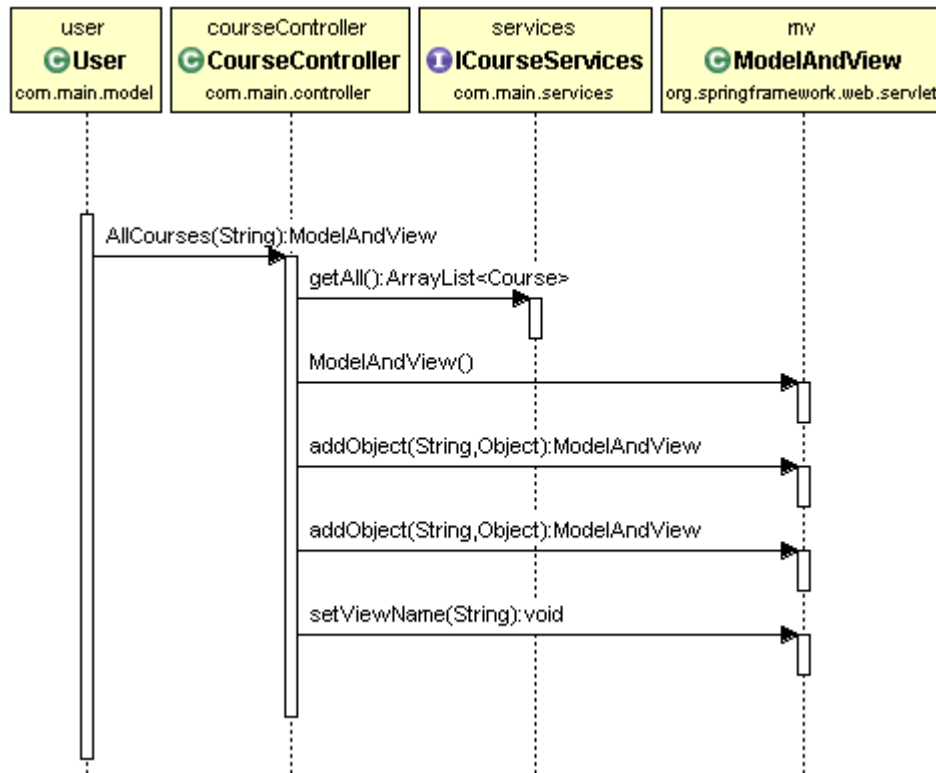 user
C User
com.main.model
courseController
C CourseController
com.main.controller
services
I ICourseServices
com.main.services
mv
C ModelAndView
org.springframework.web.servlet
AllCourses(String):ModelAndView
getAll():ArrayList<Course>
ModelAndView()
addObject(String,Object):ModelAndView
addObject(String,Object):ModelAndView
setViewName(String):void